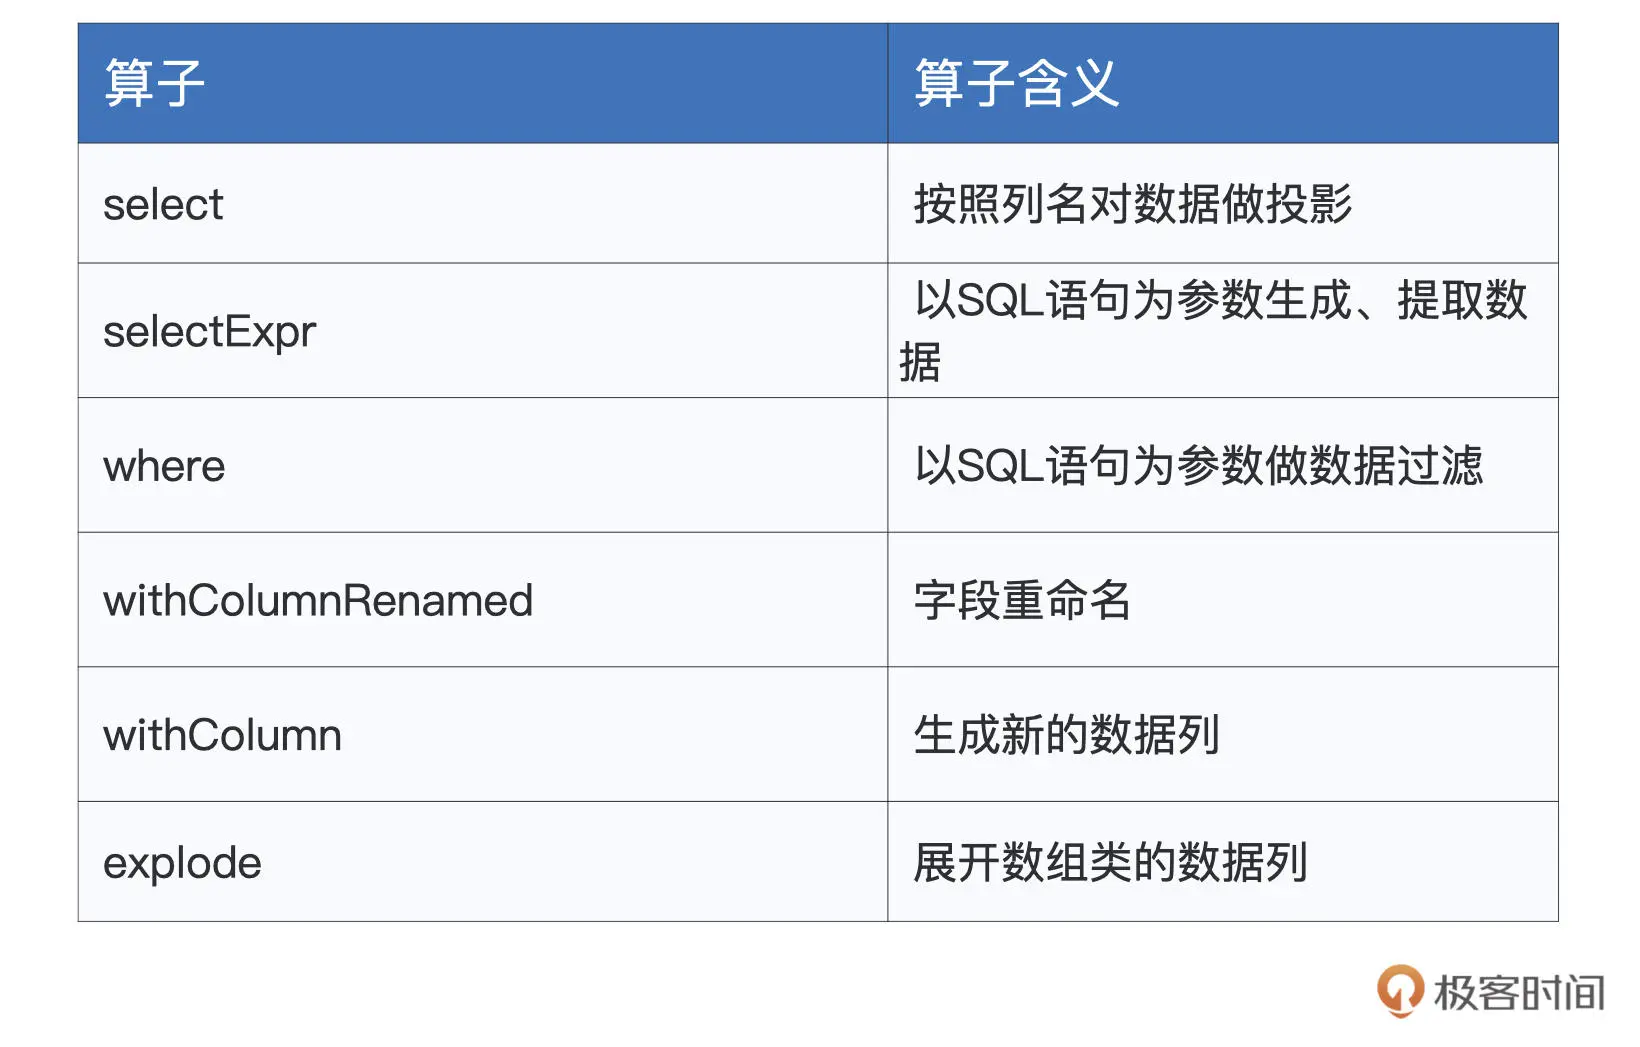 算子
算子含义
select
按照列名对数据做投影
selectExpr
以SQL语句为参数生成、提取数
据
where
以SQL语句为参数做数据过滤
withColumnRenamed
字段重命名
withColumn
生成新的数据列
explode
展开数组类的数据列
极客时间